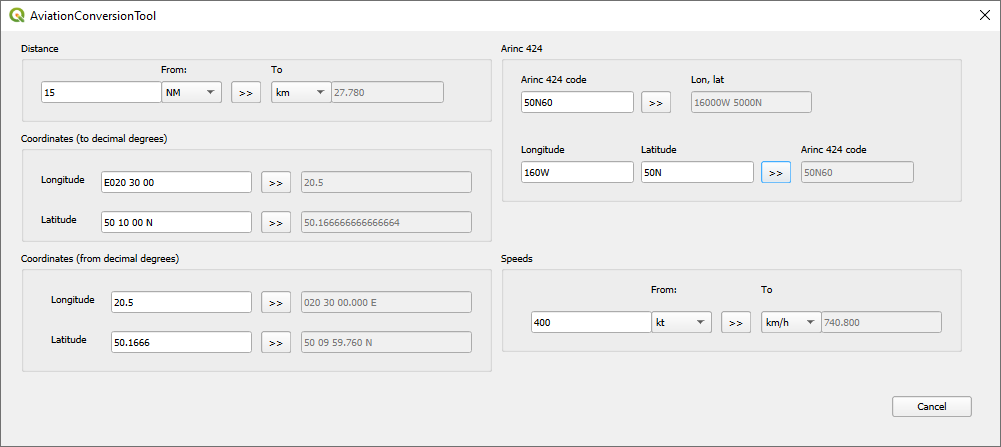 AviationConversionTool
Distance
From: To
15 NM >> km 27.780
Coordinates (to decimal degrees)
Longitude E020 30 00 >> 20.5
Latitude 50 10 00 N >> 50.166666666666664
Coordinates (from decimal degrees)
Longitude 20.5 >> 020 30 00.000 E
Latitude 50.1666 >> 50 09 59.760 N
Arinc 424
Arinc 424 code Lon, lat
50N60 >> 16000W 5000N
Longitude Latitude Arinc 424 code
160W 50N >> 50N60
Speeds
From: To
400 kt >> km/h 740.800
Cancel